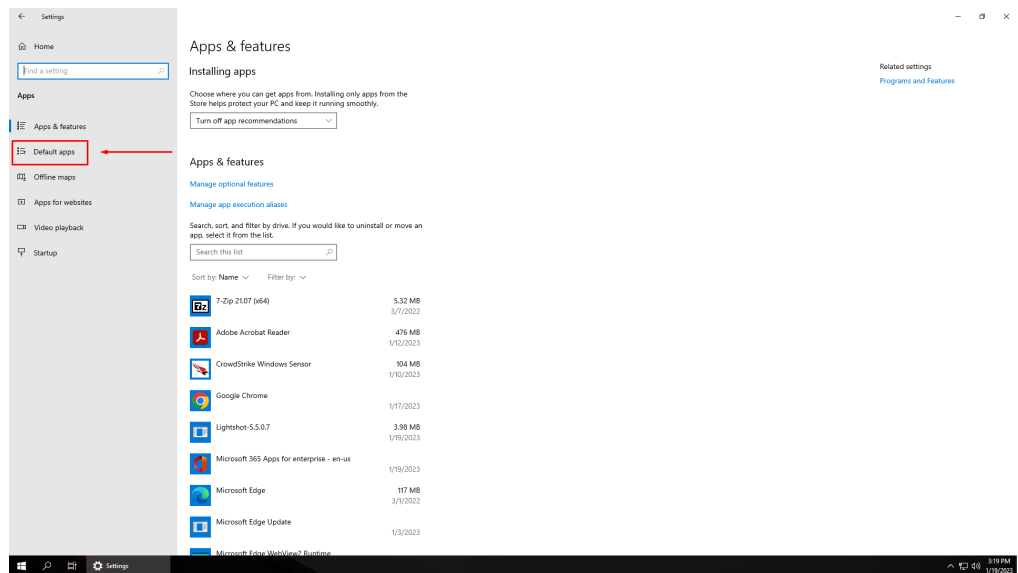 Settings
Home
Find a setting
Apps
Apps & features
Default apps
Offline maps
Apps for websites
Video playback
Startup
Apps & features
Installing apps
Choose where you can get apps from. Installing only apps from the
Store helps protect your PC and keep it running smoothly.
Turn off app recommendations
Apps & features
Manage optional features
Manage app execution aliases
Search, sort, and filter by drive. If you would like to uninstall or move an
app, select it from the list.
Search this list
Sort by: Name Filter by:
7-Zip 21.07 (x64) 5.32 MB
3/7/2022
Adobe Acrobat Reader 476 MB
1/12/2023
CrowdStrike Windows Sensor 104 MB
1/10/2023
Google Chrome
1/17/2023
Lightshot-5.5.0.7 3.98 MB
1/19/2023
Microsoft 365 Apps for enterprise - en-us
1/19/2023
Microsoft Edge 117 MB
3/1/2022
Microsoft Edge Update
1/3/2023
Microsoft Edge WebView2 Runtime
Related settings
Programs and Features
Settings
3:19 PM
1/19/2023